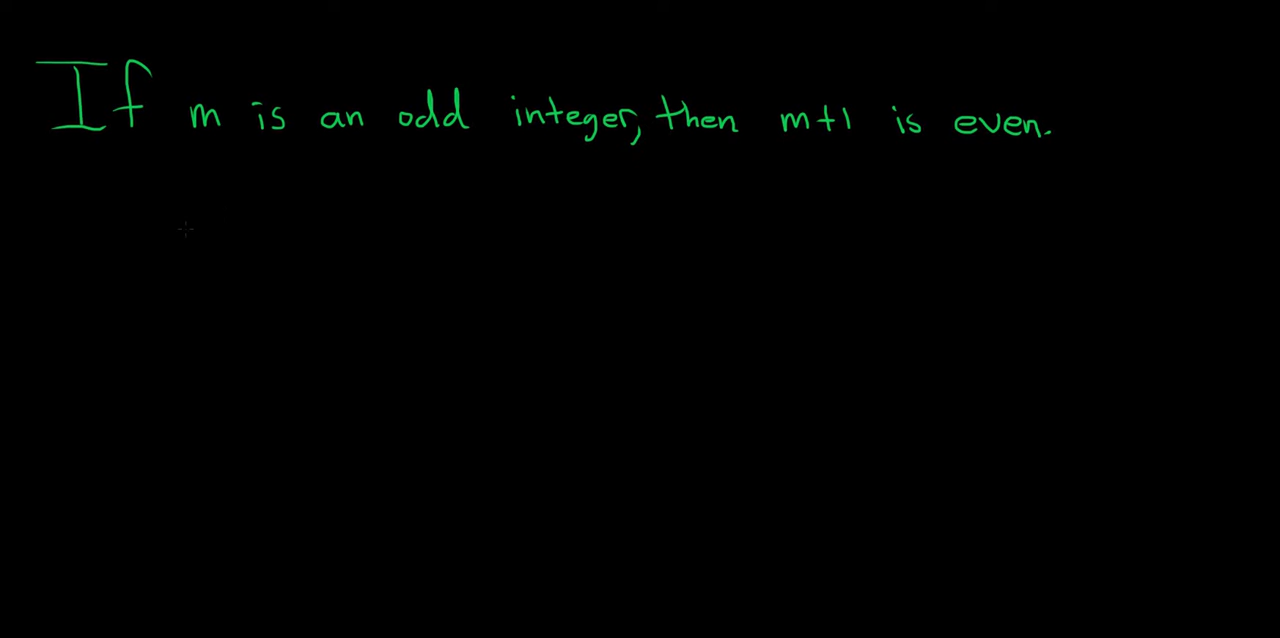 If m is an odd integer, then m+1 is even.